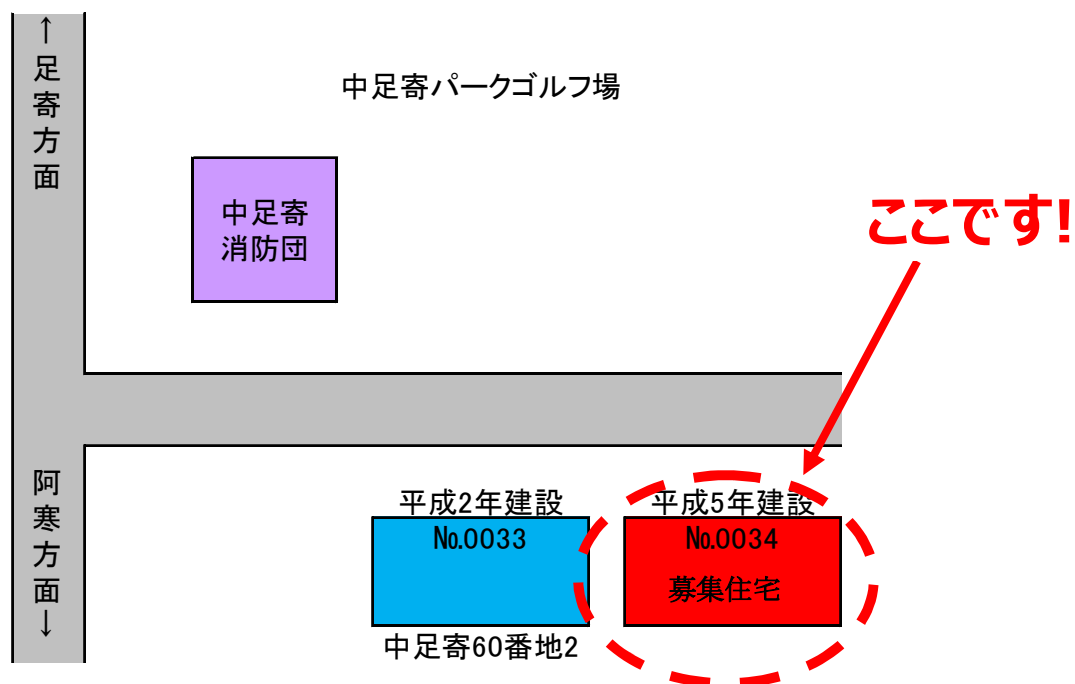 ↑足寄方面
中足寄パークゴルフ場
中足寄
消防団
ここです!
阿寒方面↓
平成2年建設
№0033
中足寄60番地2
平成5年建設
№0034
募集住宅